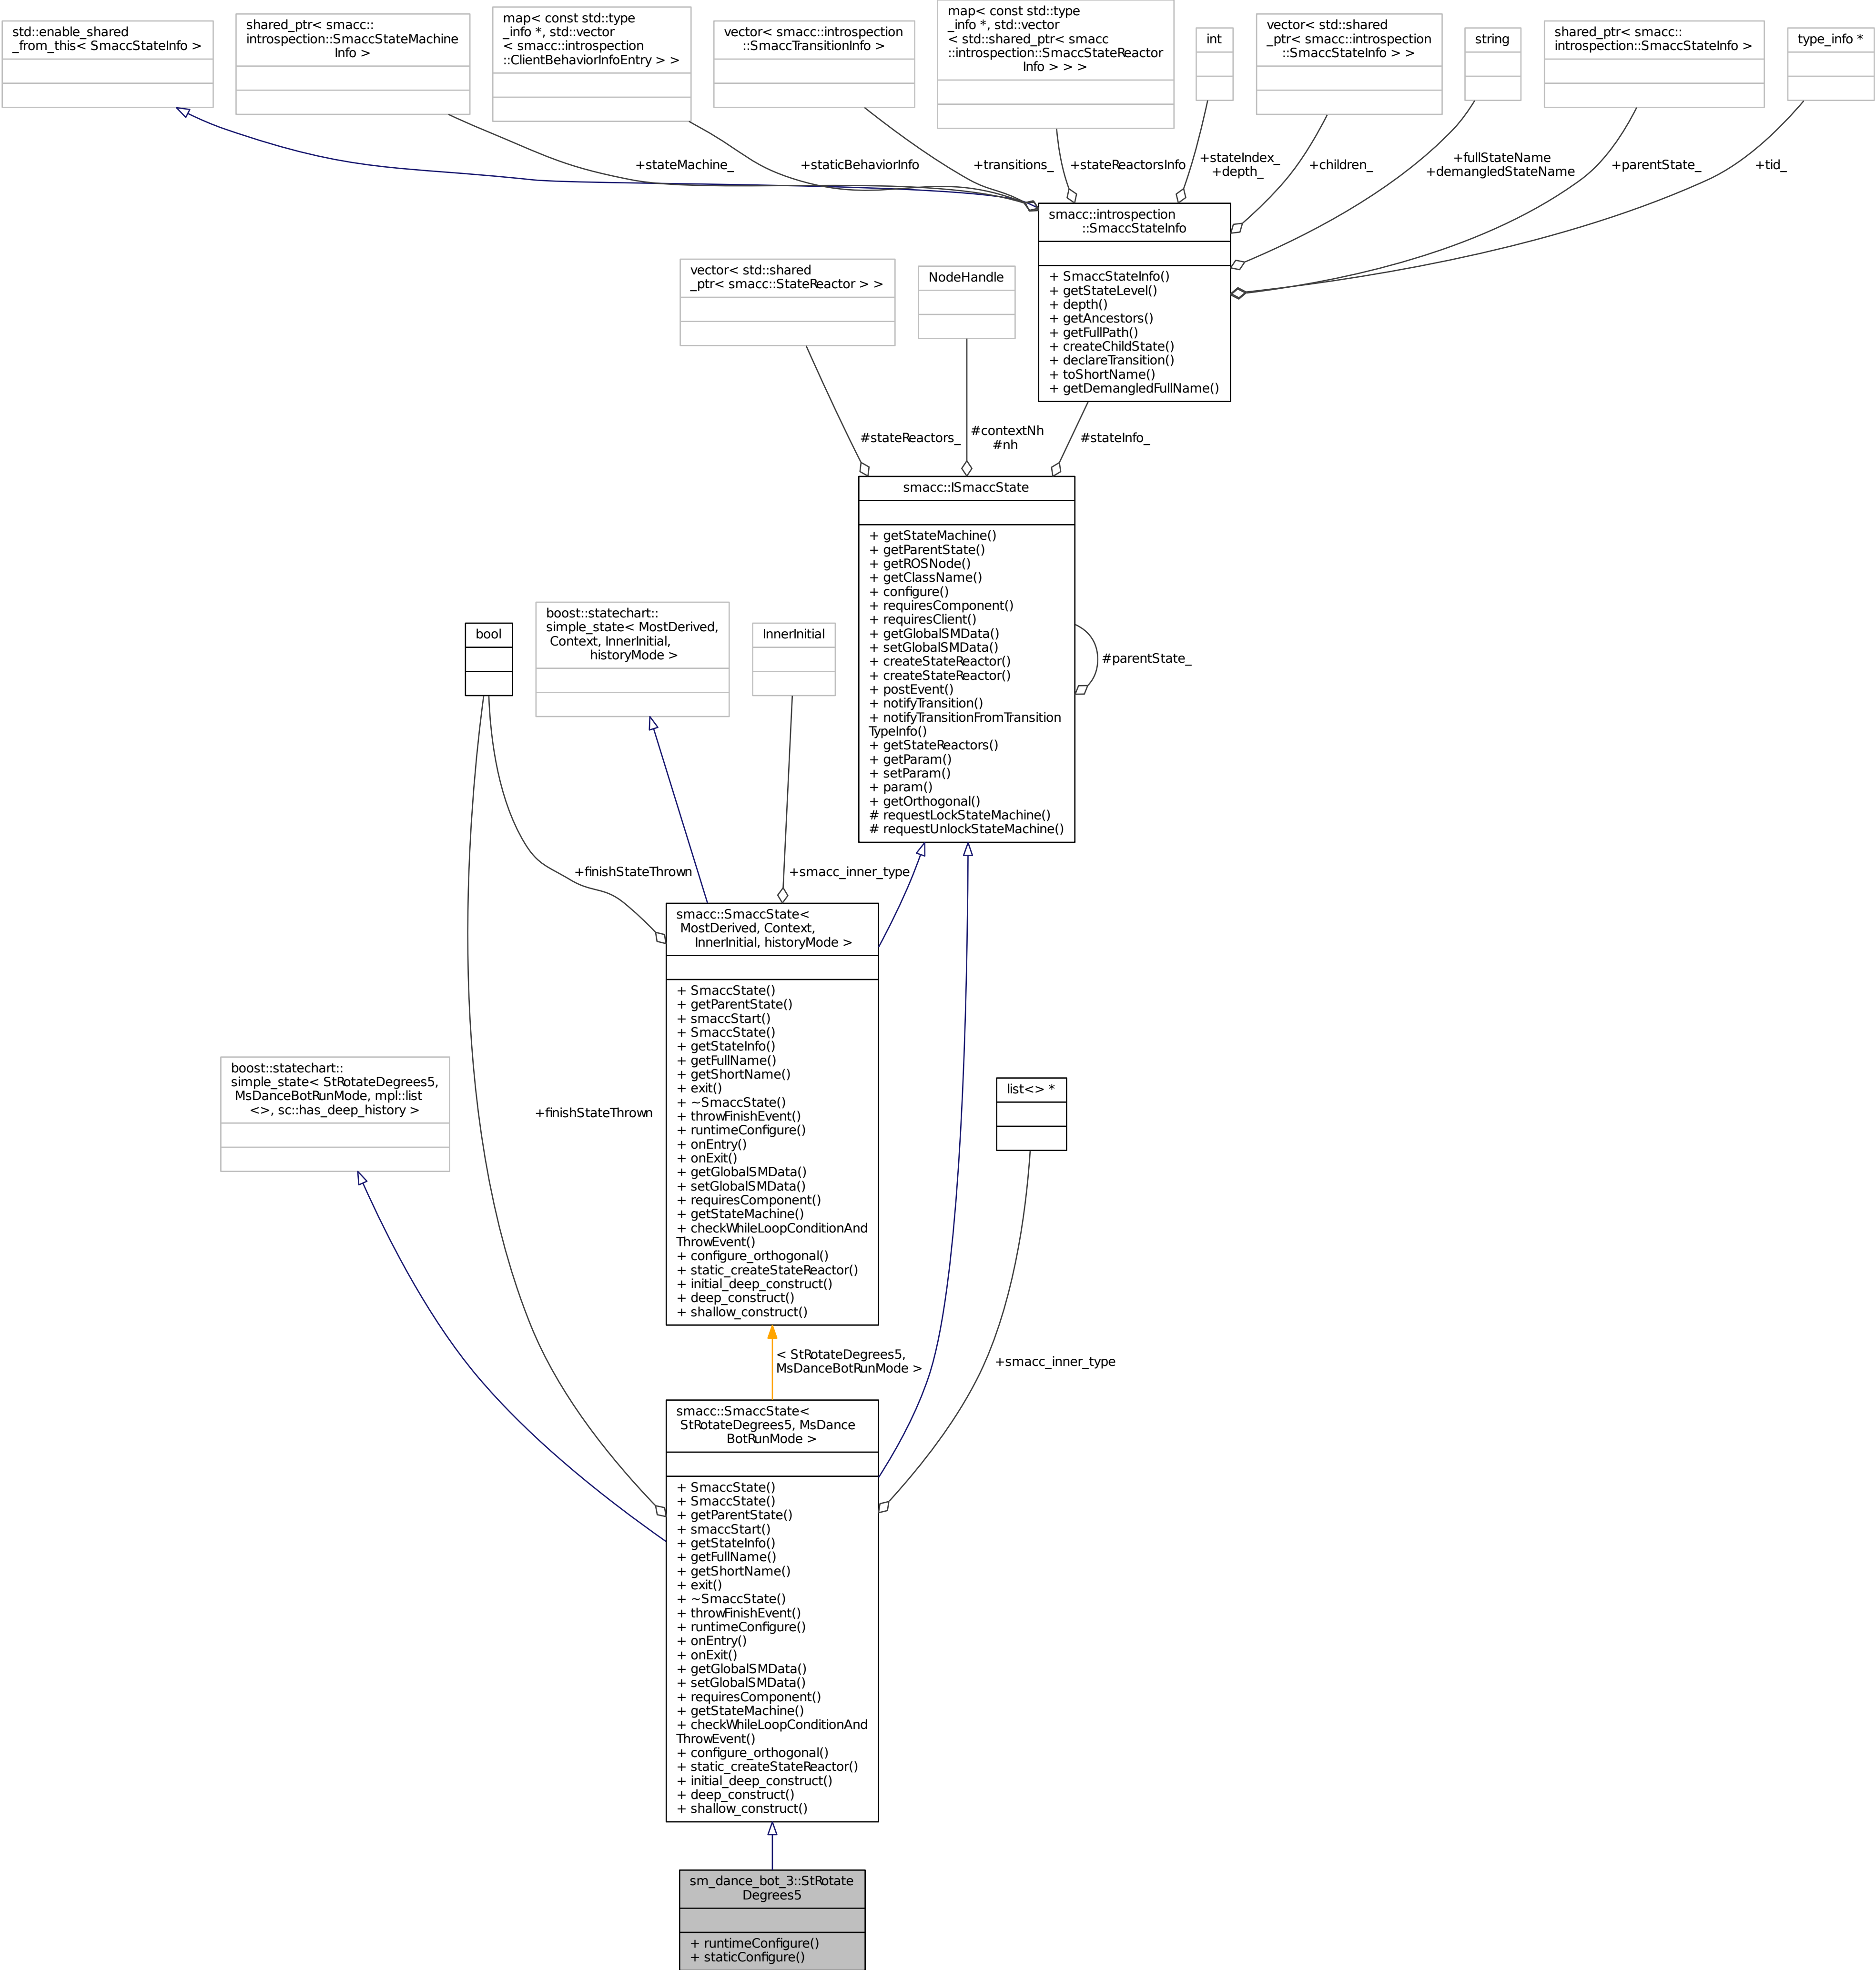 std::enable_shared
_from_this< SmaccStateInfo >
shared_ptr< smacc::
introspection::SmaccStateMachine
Info >
map< const std::type
_info *, std::vector
< smacc::introspection
::ClientBehaviorInfoEntry > >
vector< smacc::introspection
::SmaccTransitionInfo >
map< const std::type
_info *, std::vector
< std::shared_ptr< smacc
::introspection::SmaccStateReactor
Info > > >
int
vector< std::shared
_ptr< smacc::introspection
::SmaccStateInfo > >
string
shared_ptr< smacc::
introspection::SmaccStateInfo >
type_info *
+stateMachine_
+staticBehaviorInfo
+transitions_
+stateReactorsInfo
+stateIndex_
+depth_
+children_
+fullStateName
+demangledStateName
+parentState_
+tid_
smacc::introspection
::SmaccStateInfo
+ SmaccStateInfo()
+ getStateLevel()
+ depth()
+ getAncestors()
+ getFullPath()
+ createChildState()
+ declareTransition()
+ toShortName()
+ getDemangledFullName()
vector< std::shared
_ptr< smacc::StateReactor > >
NodeHandle
#stateReactors_
#contextNh
#nh
#stateInfo_
smacc::ISmaccState
+ getStateMachine()
+ getParentState()
+ getROSNode()
+ getClassName()
+ configure()
+ requiresComponent()
+ requiresClient()
+ getGlobalSMData()
+ setGlobalSMData()
+ createStateReactor()
+ createStateReactor()
+ postEvent()
+ notifyTransition()
+ notifyTransitionFromTransition
TypeInfo()
+ getStateReactors()
+ getParam()
+ setParam()
+ param()
+ getOrthogonal()
# requestLockStateMachine()
# requestUnlockStateMachine()
#parentState_
bool
boost::statechart::
simple_state< MostDerived,
Context, InnerInitial,
historyMode >
InnerInitial
+finishStateThrown
+smacc_inner_type
smacc::SmaccState<
MostDerived, Context,
InnerInitial, historyMode >
+ SmaccState()
+ getParentState()
+ smaccStart()
+ SmaccState()
+ getStateInfo()
+ getFullName()
+ getShortName()
+ exit()
+ ~SmaccState()
+ throwFinishEvent()
+ runtimeConfigure()
+ onEntry()
+ onExit()
+ getGlobalSMData()
+ setGlobalSMData()
+ requiresComponent()
+ getStateMachine()
+ checkWhileLoopConditionAnd
ThrowEvent()
+ configure_orthogonal()
+ static_createStateReactor()
+ initial_deep_construct()
+ deep_construct()
+ shallow_construct()
boost::statechart::
simple_state< StRotateDegrees5,
MsDanceBotRunMode, mpl::list
<>, sc::has_deep_history >
+finishStateThrown
list<> *
< StRotateDegrees5,
MsDanceBotRunMode >
+smacc_inner_type
smacc::SmaccState<
StRotateDegrees5, MsDance
BotRunMode >
+ SmaccState()
+ SmaccState()
+ getParentState()
+ smaccStart()
+ getStateInfo()
+ getFullName()
+ getShortName()
+ exit()
+ ~SmaccState()
+ throwFinishEvent()
+ runtimeConfigure()
+ onEntry()
+ onExit()
+ getGlobalSMData()
+ setGlobalSMData()
+ requiresComponent()
+ getStateMachine()
+ checkWhileLoopConditionAnd
ThrowEvent()
+ configure_orthogonal()
+ static_createStateReactor()
+ initial_deep_construct()
+ deep_construct()
+ shallow_construct()
sm_dance_bot_3::StRotate
Degrees5
+ runtimeConfigure()
+ staticConfigure()